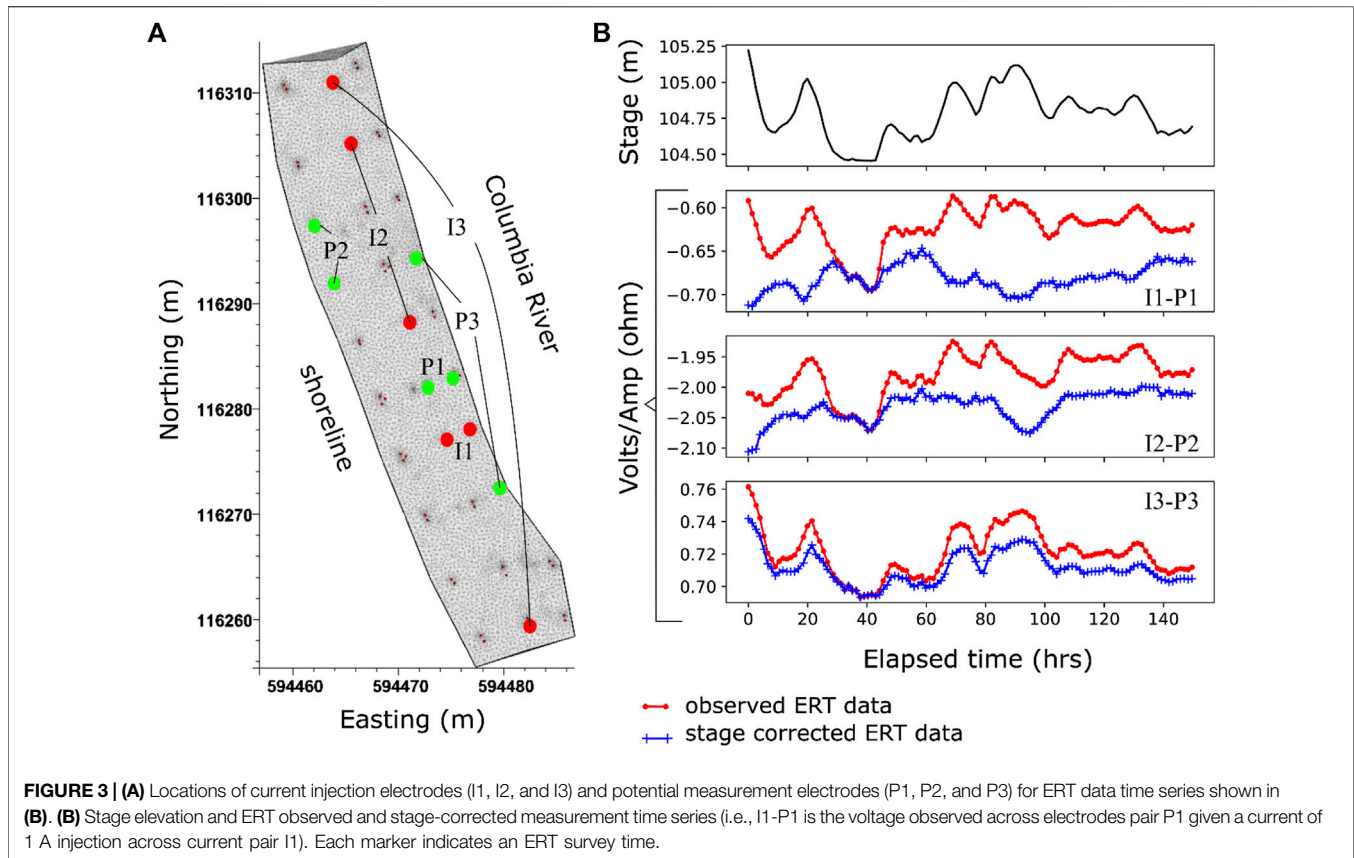 A
B
116310
116300
116290
116280
116270
116260
594460 594470 594480
Northing (m)
Easting (m)
shoreline
Columbia River
I3
I2
P2
P3
P1
I1
Stage (m)
105.25
105.00
104.75
104.50
Volts/Amp (ohm)
−0.60
−0.65
−0.70
I1-P1
−1.95
−2.00
−2.05
−2.10
I2-P2
0.76
0.74
0.72
0.70
I3-P3
0 20 40 60 80 100 120 140
Elapsed time (hrs)
observed ERT data
stage corrected ERT data
FIGURE 3 | (A) Locations of current injection electrodes (I1, I2, and I3) and potential measurement electrodes (P1, P2, and P3) for ERT data time series shown in
(B). (B) Stage elevation and ERT observed and stage-corrected measurement time series (i.e., I1-P1 is the voltage observed across electrodes pair P1 given a current of
1 A injection across current pair I1). Each marker indicates an ERT survey time.